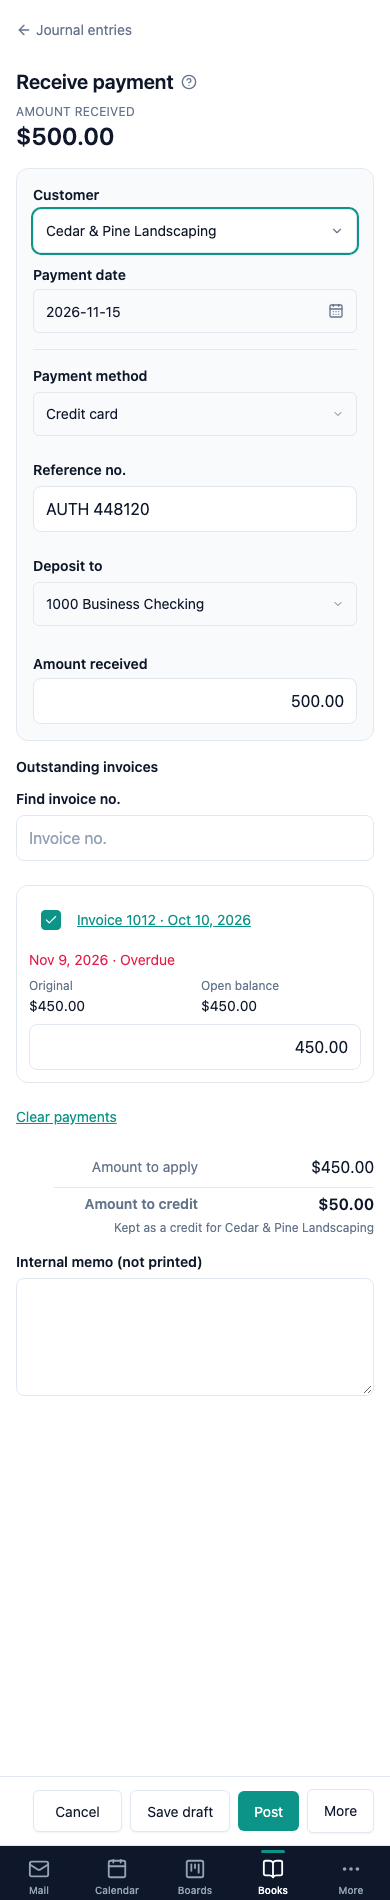 Journal entries
Receive payment
AMOUNT RECEIVED
$500.00
Customer
Cedar & Pine Landscaping
Payment date
2026-11-15
Payment method
Credit card
Reference no.
AUTH 448120
Deposit to
1000 Business Checking
Amount received
500.00
Outstanding invoices
Find invoice no.
Invoice no.
Invoice 1012 · Oct 10, 2026
Nov 9, 2026 · Overdue
Original Open balance
$450.00 $450.00
450.00
Clear payments
Amount to apply $450.00
Amount to credit $50.00
Kept as a credit for Cedar & Pine Landscaping
Internal memo (not printed)
Cancel Save draft Post More
Mail Calendar Boards Books More